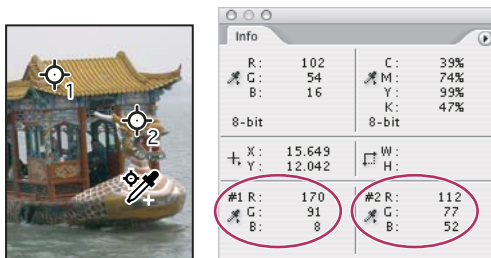 1
2
Info
R: 102
G: 54
B: 16
8-bit
C: 39%
M: 74%
Y: 99%
K: 47%
8-bit
X: 15.649
Y: 12.042
W:
H:
#1 R: 170
G: 91
B: 8
#2 R: 112
G: 77
B: 52